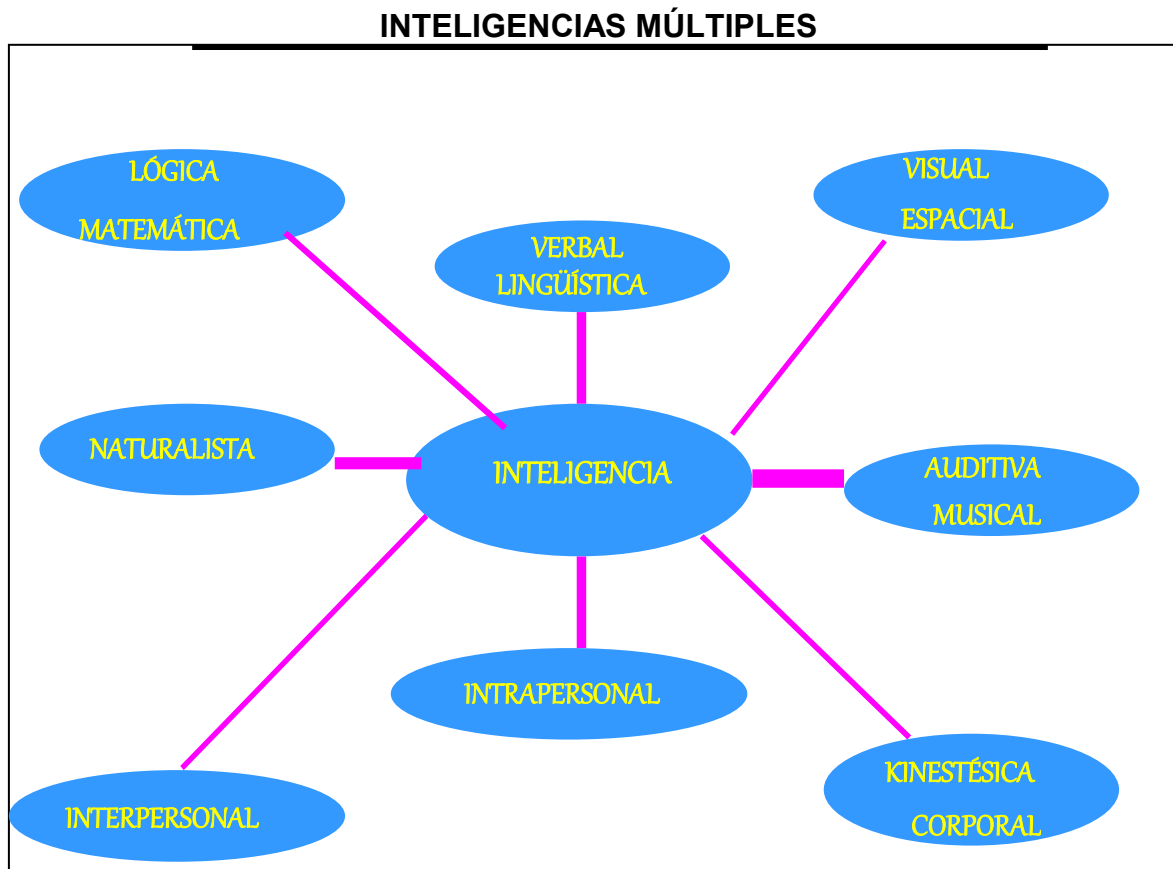 INTELIGENCIAS MÚLTIPLES
LÓGICA
MATEMÁTICA
VISUAL
ESPACIAL
VERBAL
LINGÜÍSTICA
NATURALISTA
INTELIGENCIA
AUDITIVA
MUSICAL
INTRAPERSONAL
INTERPERSONAL
KINESTÉSICA
CORPORAL